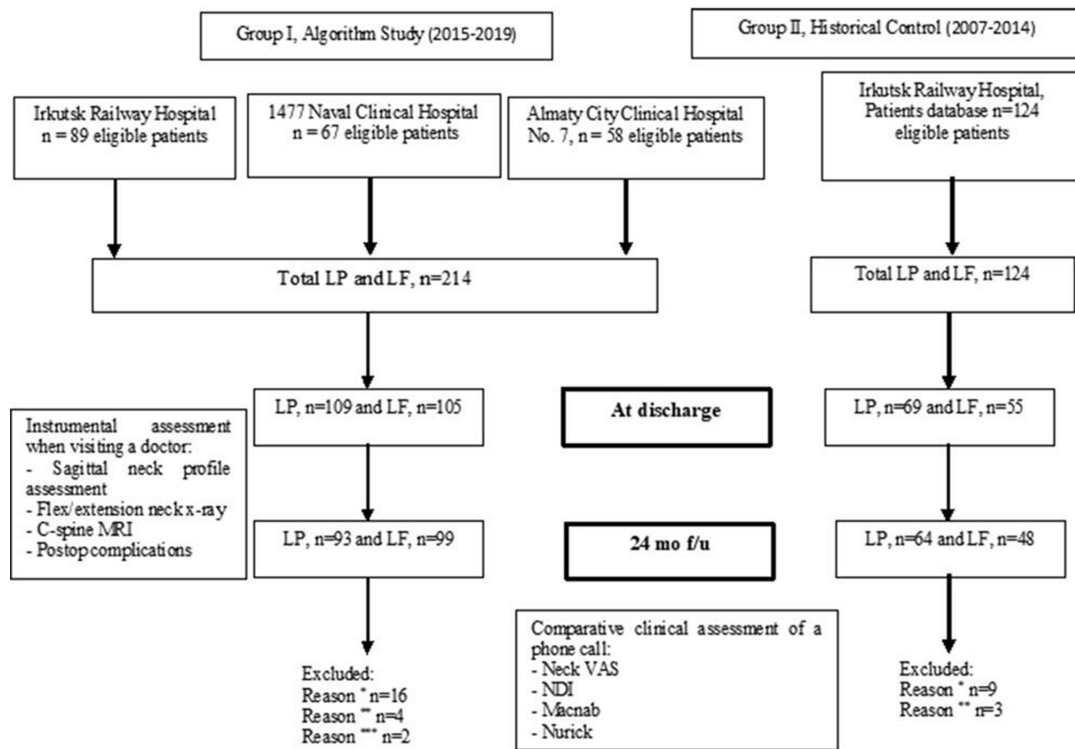 Group I, Algorithm Study (2015-2019)
Group II, Historical Control (2007-2014)
Irkutsk Railway Hospital
n = 89 eligible patients
1477 Naval Clinical Hospital
n = 67 eligible patients
Almaty City Clinical Hospital
No. 7, n = 58 eligible patients
Irkutsk Railway Hospital,
Patients database n=124
eligible patients
Total LP and LF, n=214
Total LP and LF, n=124
LP, n=109 and LF, n=105
At discharge
LP, n=69 and LF, n=55
Instrumental assessment
when visiting a doctor:
- Sagittal neck profile
assessment
- Flex/extension neck x-ray
- C-spine MRI
- Postop complications
LP, n=93 and LF, n=99
24 mo f/u
LP, n=64 and LF, n=48
Comparative clinical assessment of a
phone call:
- Neck VAS
- NDI
- Macnab
- Nurick
Excluded:
Reason * n=16
Reason ** n=4
Reason *** n=2
Excluded:
Reason * n=9
Reason ** n=3